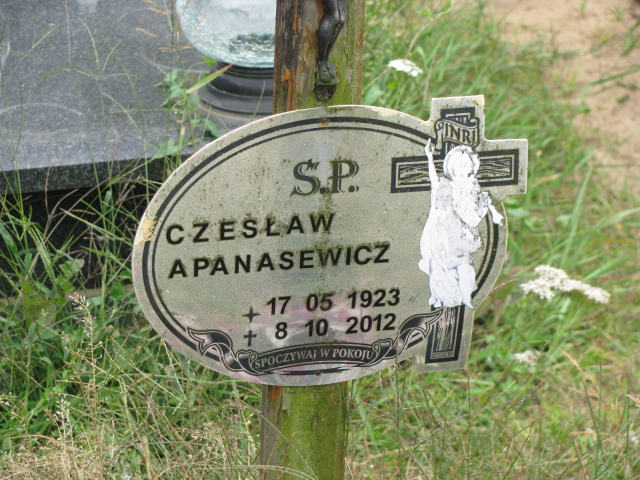 INRI
S.P.
CZESŁAW
APANASEWICZ
17 05 1923
8 10 2012
SPOCZYWAJ W POKOJU